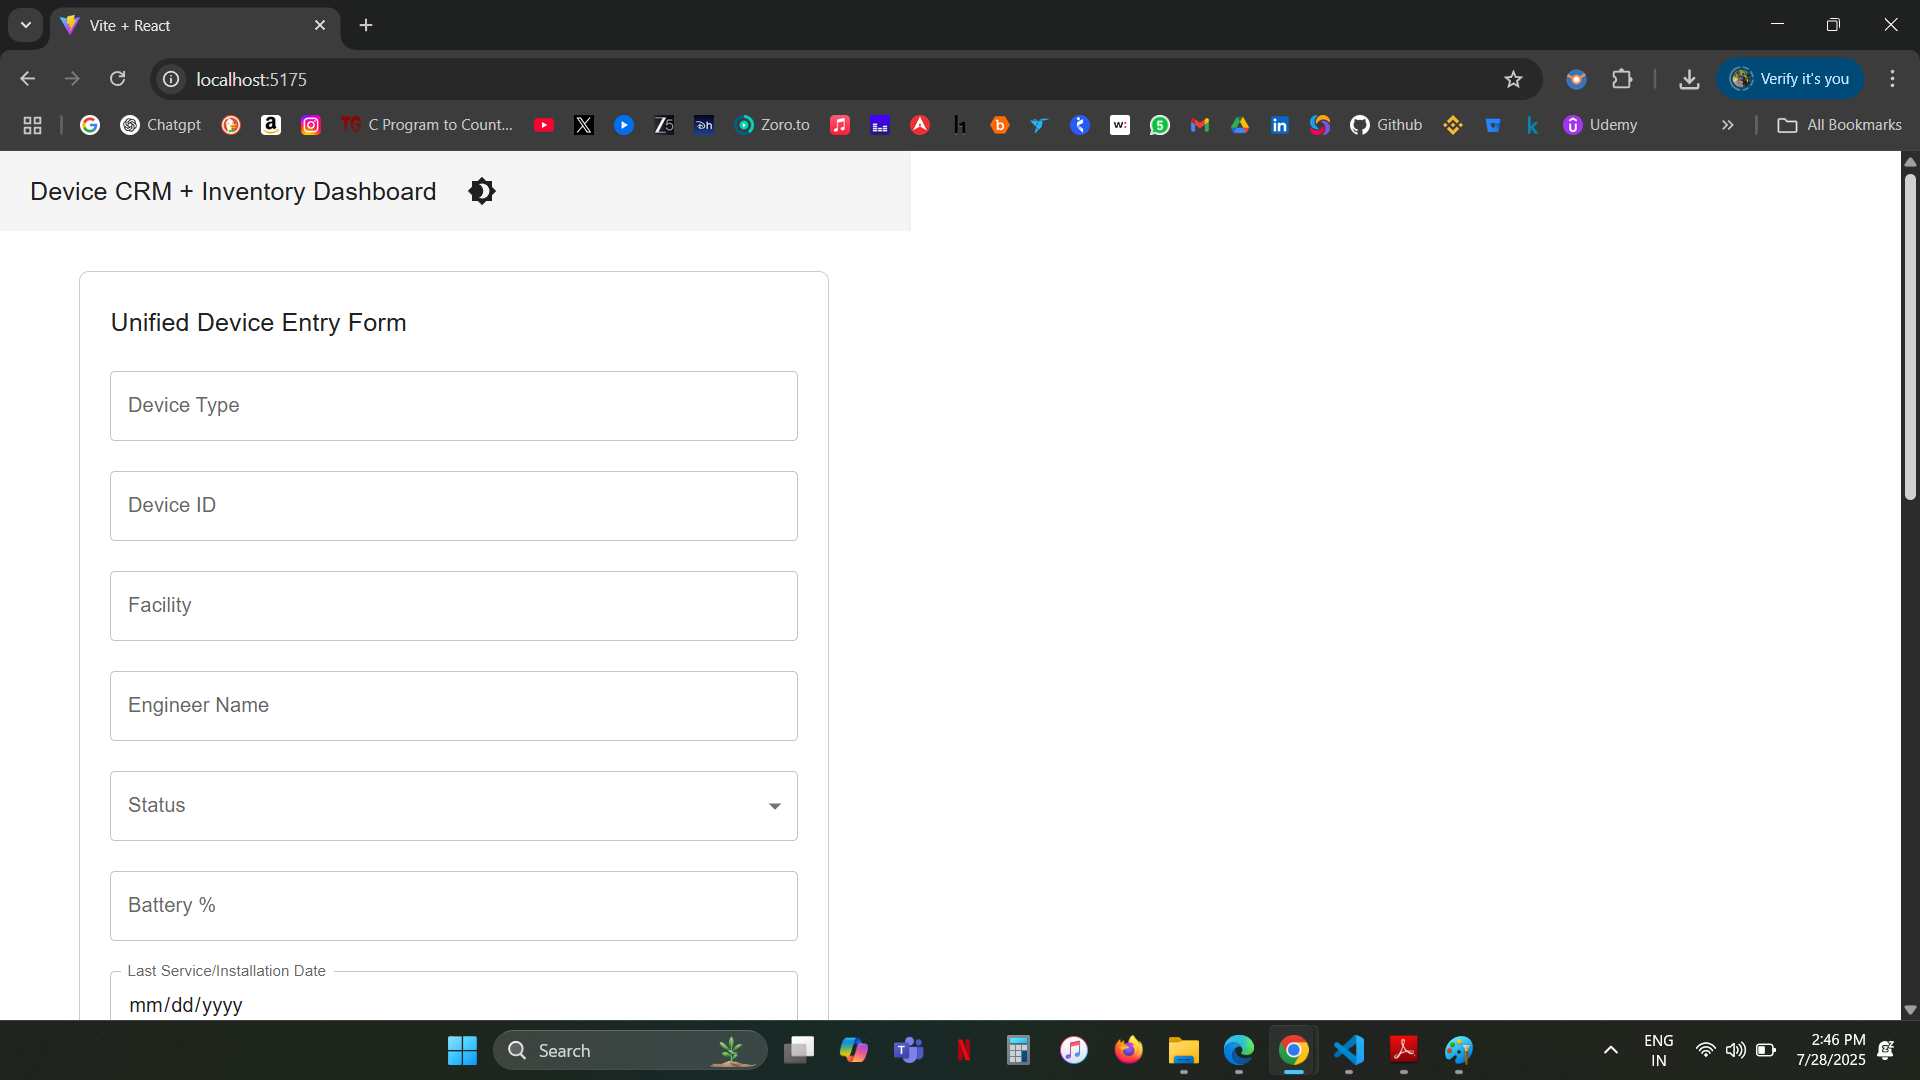 Vite + React
localhost:5175
Verify it's you
Chatgpt
C Program to Count...
Zoro.to
Github
Udemy
All Bookmarks
Device CRM + Inventory Dashboard
Unified Device Entry Form
Device Type
Device ID
Facility
Engineer Name
Status
Battery %
Last Service/Installation Date
mm/dd/yyyy
Search
ENG
IN
2:46 PM
7/28/2025